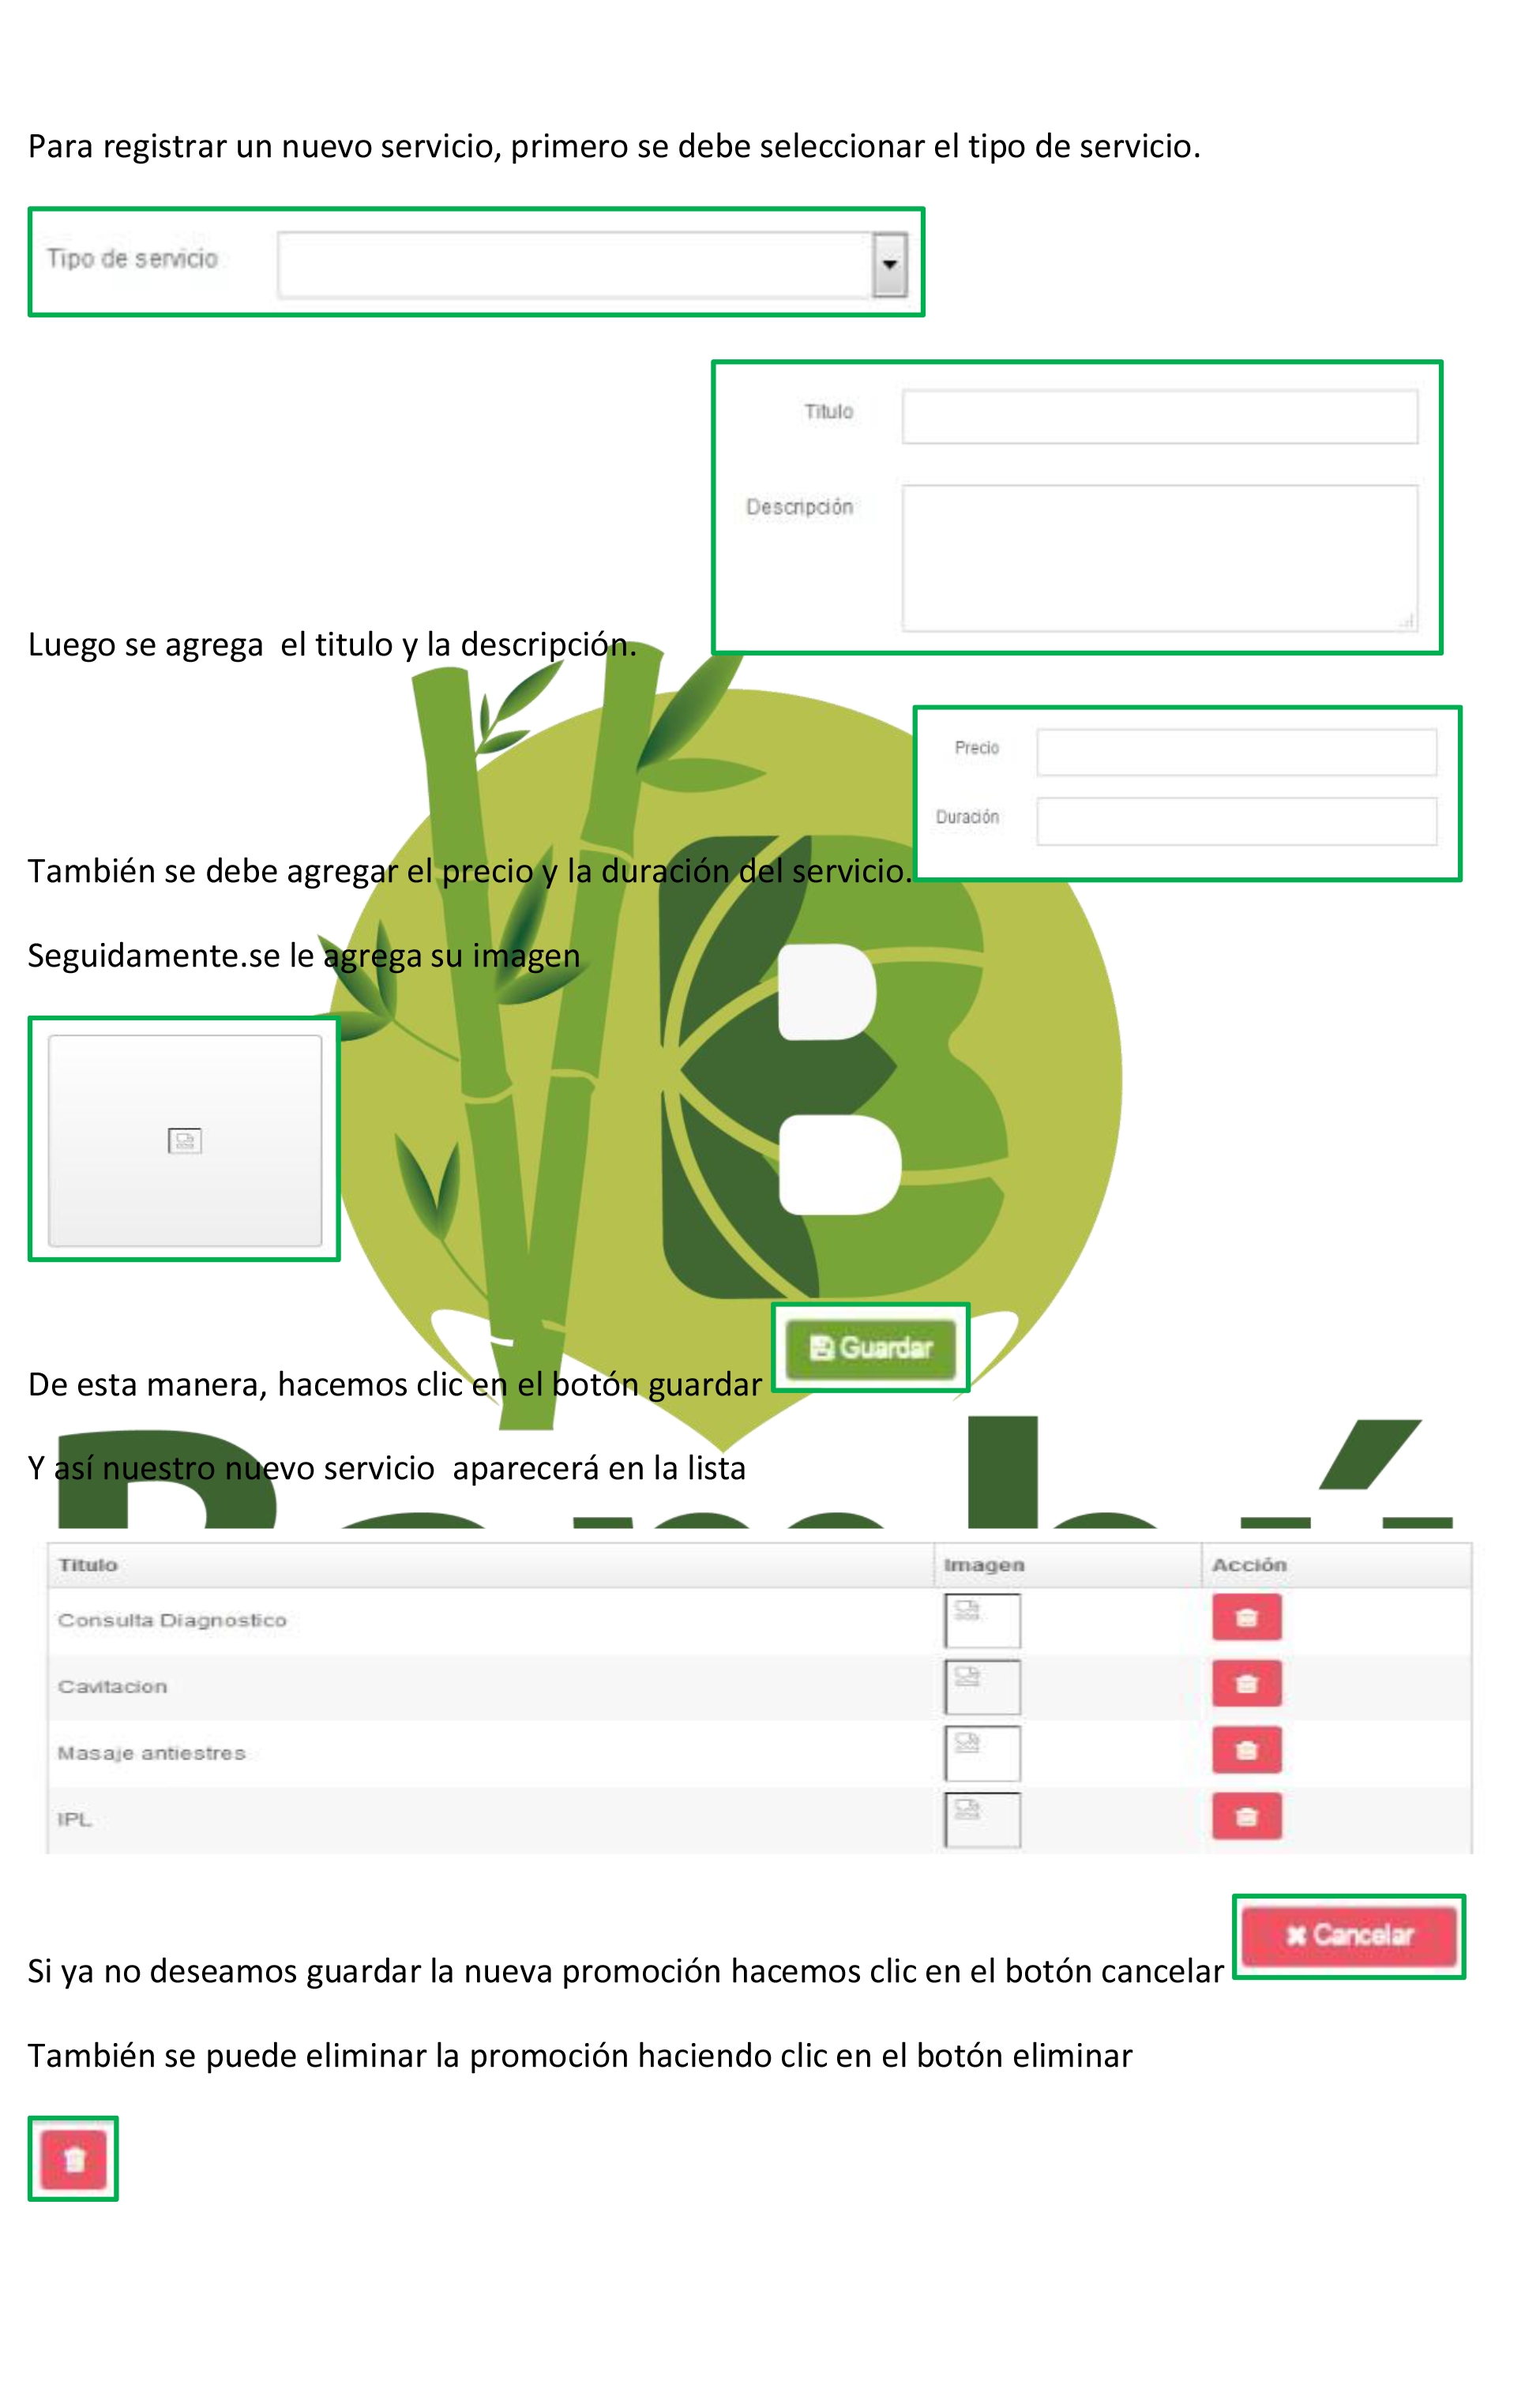 Para registrar un nuevo servicio, primero se debe seleccionar el tipo de servicio.
Tipo de servicio
Titulo
Descripción
Luego se agrega  el titulo y la descripción.
Precio
Duración
También se debe agregar el precio y la duración del servicio.
Seguidamente.se le agrega su imagen
B
Guardar
De esta manera, hacemos clic en el botón guardar
Y así nuestro nuevo servicio  aparecerá en la lista
Titulo Imagen Acción
Consulta Diagnostico
Cavitacion
Masaje antiestres
IPL
Cancelar
Si ya no deseamos guardar la nueva promoción hacemos clic en el botón cancelar
También se puede eliminar la promoción haciendo clic en el botón eliminar